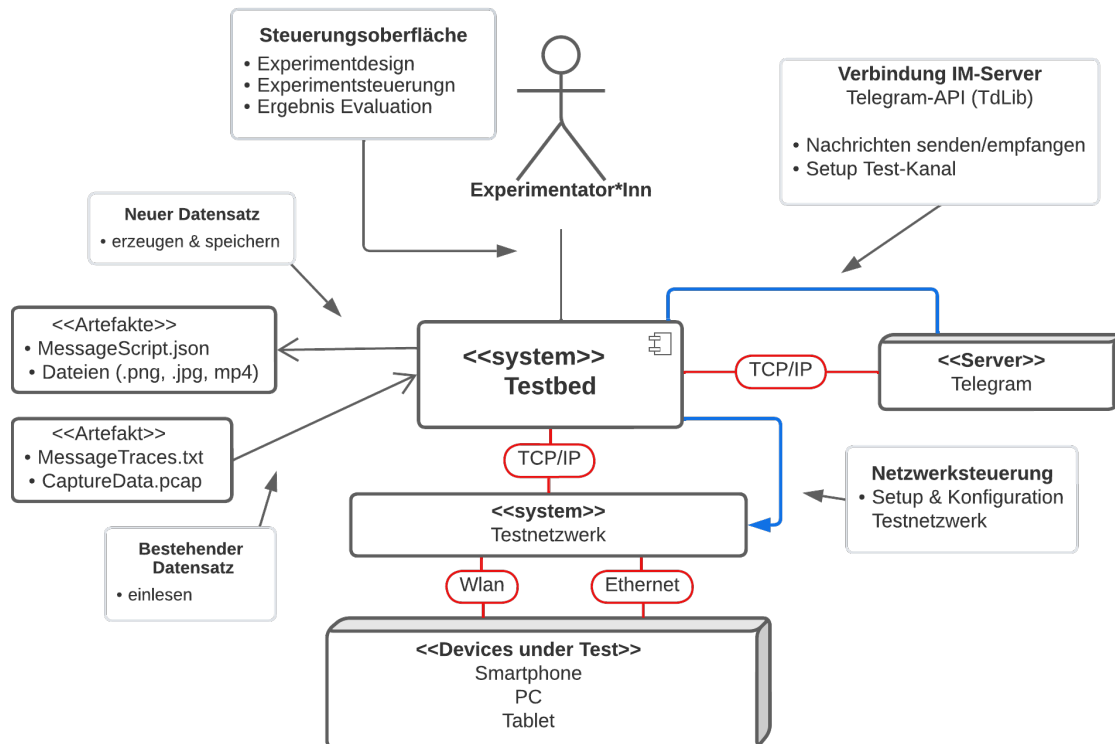 Steuerungsoberfläche
• Experimentdesign
• Experimentsteuerungn
• Ergebnis Evaluation
Experimentator*Inn
Verbindung IM-Server
Telegram-API (TdLib)
• Nachrichten senden/empfangen
• Setup Test-Kanal
Neuer Datensatz
• erzeugen & speichern
<<Artefakte>>
• MessageScript.json
• Dateien (.png, .jpg, mp4)
<<system>>
Testbed
TCP/IP
<<Server>>
Telegram
<<Artefakt>>
• MessageTraces.txt
• CaptureData.pcap
TCP/IP
Netzwerksteuerung
• Setup & Konfiguration
Testnetzwerk
<<system>>
Testnetzwerk
Bestehender
Datensatz
• einlesen
Wlan
Ethernet
<<Devices under Test>>
Smartphone
PC
Tablet